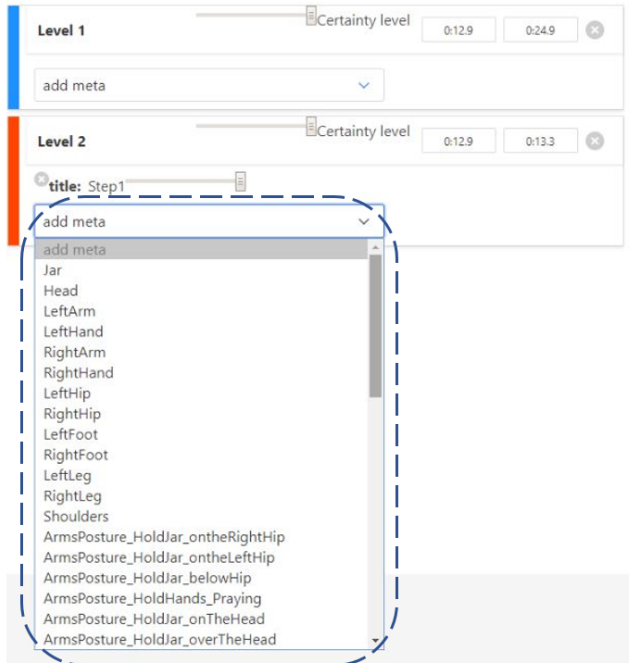 Certainty level
Level 1 0:12.9 0:24.9
add meta
Certainty level
Level 2 0:12.9 0:13.3
title: Step1
add meta
add meta
Jar
Head
LeftArm
LeftHand
RightArm
RightHand
LeftHip
RightHip
LeftFoot
RightFoot
LeftLeg
RightLeg
Shoulders
ArmsPosture_HoldJar_ontheRightHip
ArmsPosture_HoldJar_ontheLeftHip
ArmsPosture_HoldJar_belowHip
ArmsPosture_HoldHands_Praying
ArmsPosture_HoldJar_onTheHead
ArmsPosture_HoldJar_overTheHead